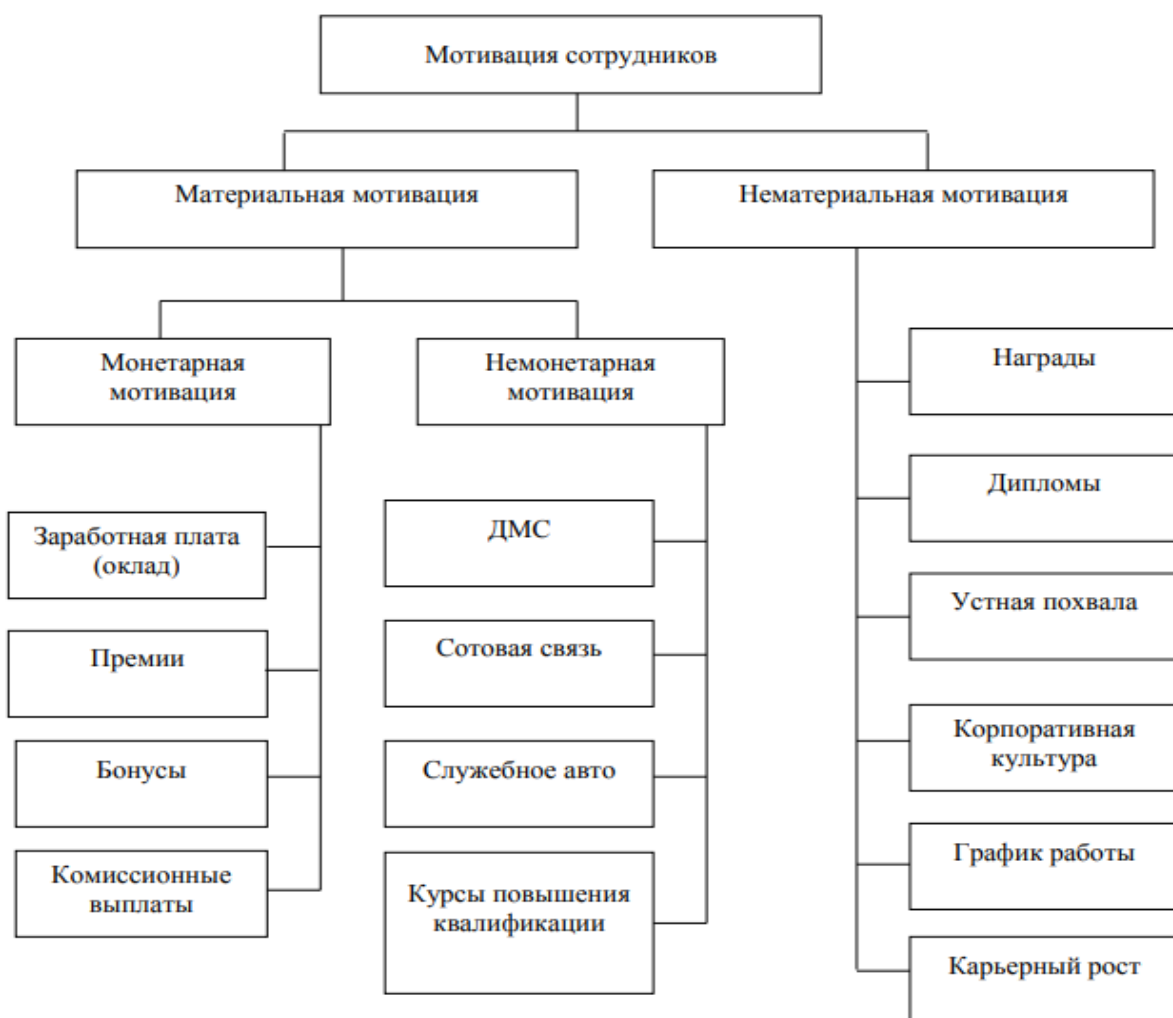 Мотивация сотрудников
Материальная мотивация
Нематериальная мотивация
Монетарная
мотивация
Немонетарная
мотивация
Заработная плата
(оклад)
Премии
Бонусы
Комиссионные
выплаты
ДМС
Сотовая связь
Служебное авто
Курсы повышения
квалификации
Награды
Дипломы
Устная похвала
Корпоративная
культура
График работы
Карьерный рост